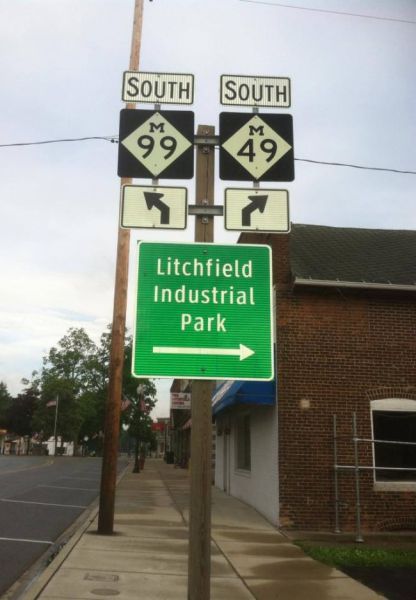 SOUTH SOUTH
M M
99 49
Litchfield
Industrial
Park